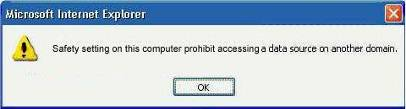 Microsoft Internet Explorer
Safety setting on this computer prohibit accessing a data source on another domain.
OK